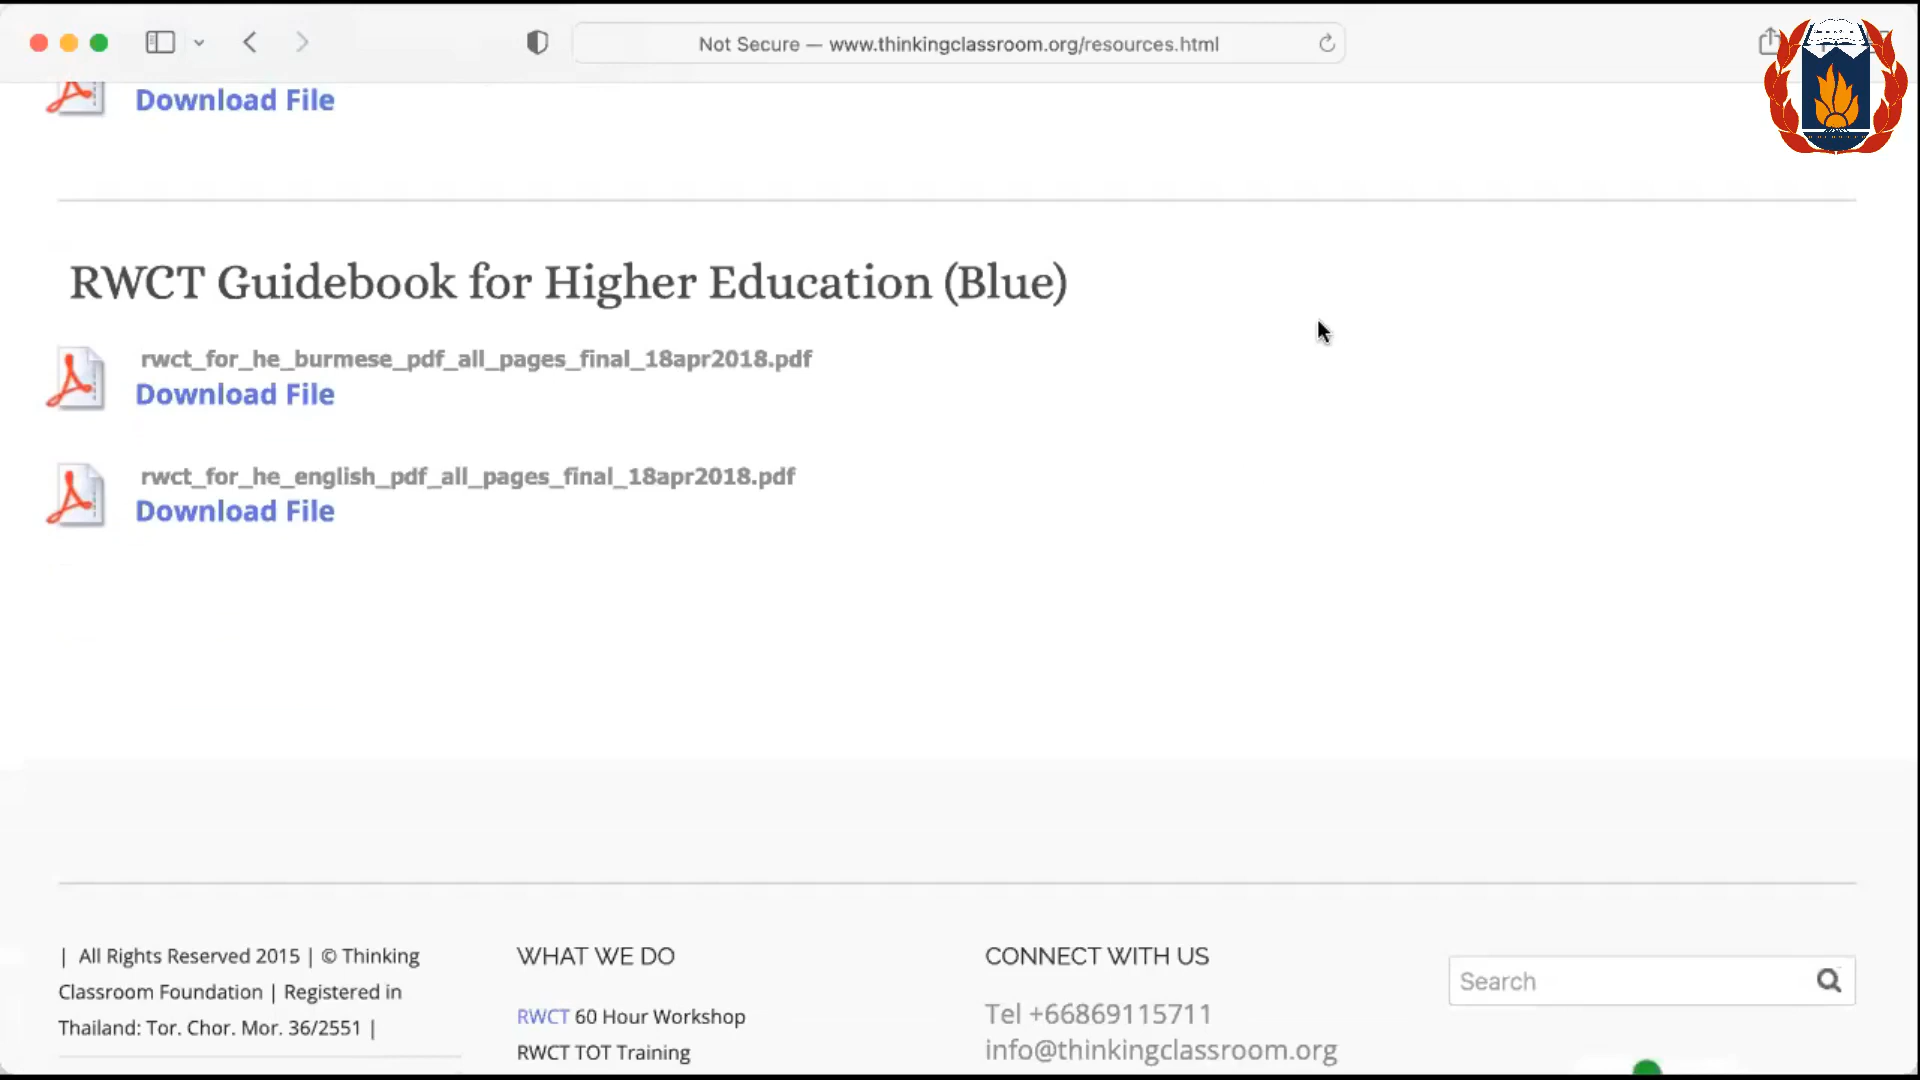 Not Secure — www.thinkingclassroom.org/resources.html
Download File
RWCT Guidebook for Higher Education (Blue)
rwct_for_he_burmese_pdf_all_pages_final_18apr2018.pdf
Download File
rwct_for_he_english_pdf_all_pages_final_18apr2018.pdf
Download File
| All Rights Reserved 2015 | © Thinking
Classroom Foundation | Registered in
Thailand: Tor. Chor. Mor. 36/2551 |
WHAT WE DO
RWCT 60 Hour Workshop
RWCT TOT Training
CONNECT WITH US
Tel +66869115711
info@thinkingclassroom.org
Search